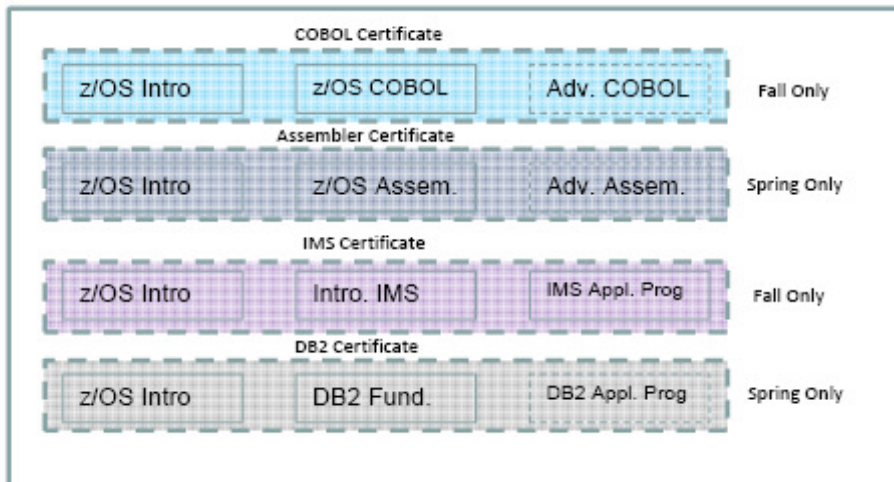 COBOL Certificate
z/OS Intro z/OS COBOL Adv. COBOL Fall Only
Assembler Certificate
z/OS Intro z/OS Assem. Adv. Assem. Spring Only
IMS Certificate
z/OS Intro Intro. IMS IMS Appl. Prog Fall Only
DB2 Certificate
z/OS Intro DB2 Fund. DB2 Appl. Prog Spring Only